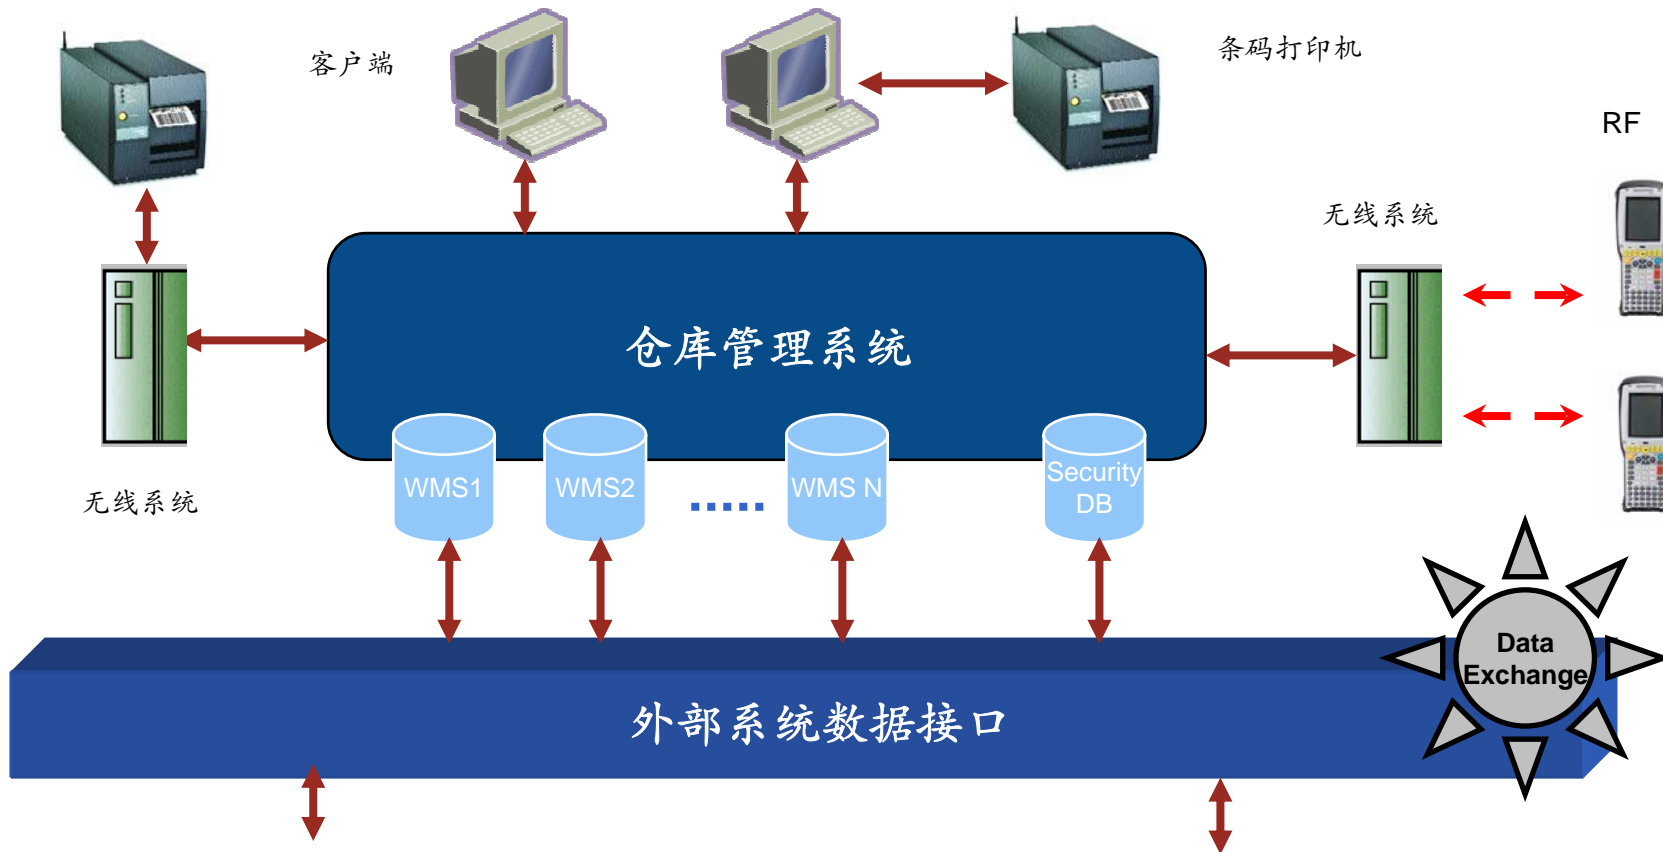 客户端
条码打印机
RF
无线系统
仓库管理系统
WMS1
WMS2
.....
WMS N
Security
DB
无线系统
Data
Exchange
外部系统数据接口